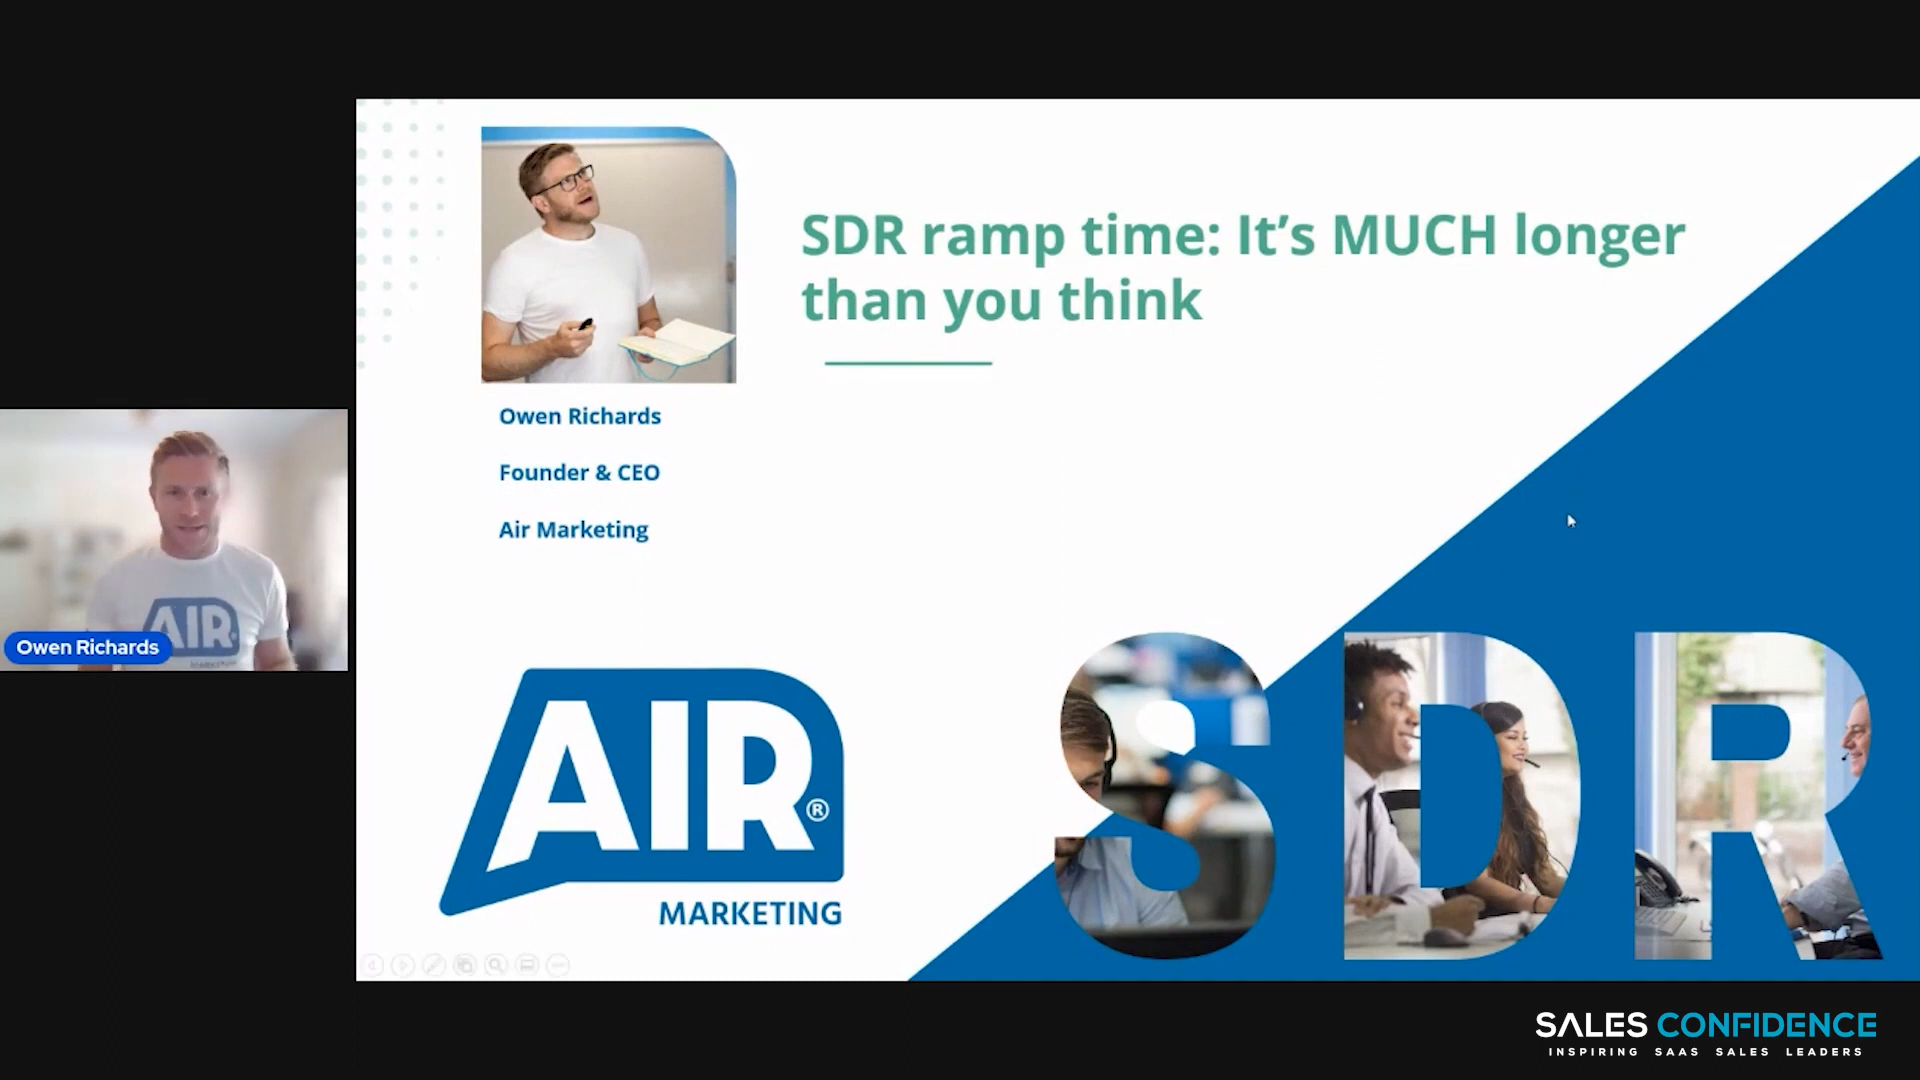 SDR ramp time: It's MUCH longer
than you think
Owen Richards
Founder & CEO
Air Marketing
AIR
MARKETING
Owen Richards
AIR®
MARKETING
SDR
SALES CONFIDENCE
INSPIRING SAAS SALES LEADERS